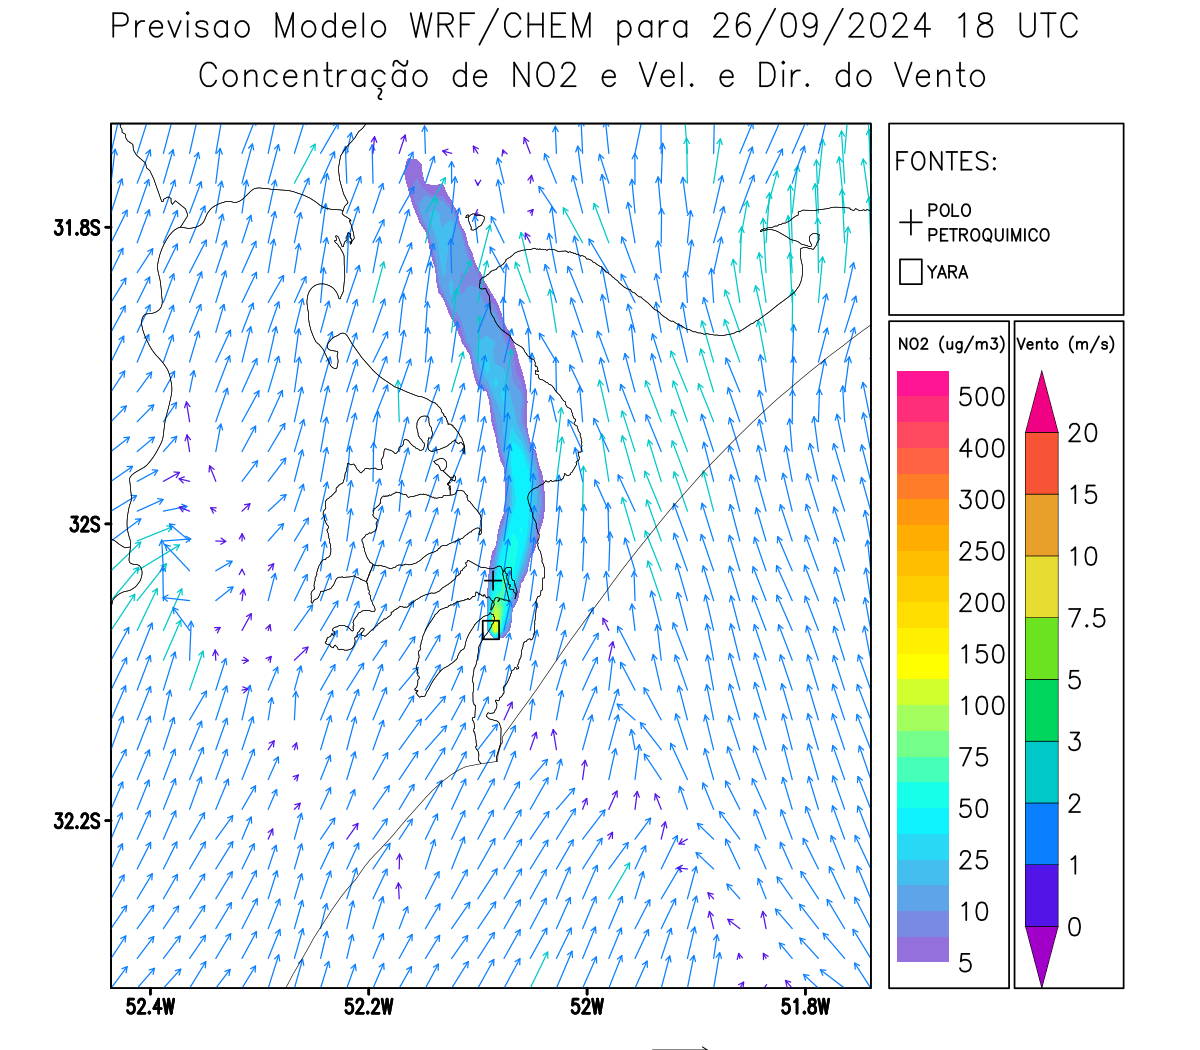 Previsao Modelo WRF/CHEM para 26/09/2024 18 UTC
Concentração de NO2 e Vel. e Dir. do Vento
FONTES:
POLO
PETROQUIMICO
YARA
31.8S
32S
32.2S
52.4W
52.2W
52W
51.8W
NO2 (ug/m3)
500
400
300
250
200
150
100
75
50
25
10
5
Vento (m/s)
20
15
10
7.5
5
3
2
1
0